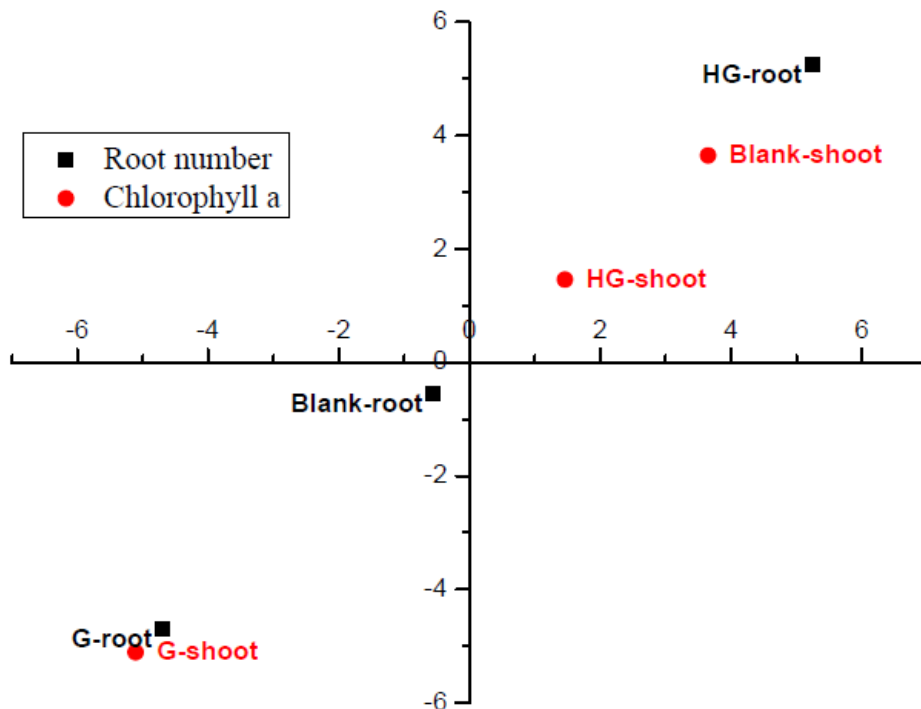 6
HG-root
4
Blank-shoot
Root number
Chlorophyll a
2
HG-shoot
-6 -4 -2 0 2 4 6
0
Blank-root
-2
-4
G-root
G-shoot
-6